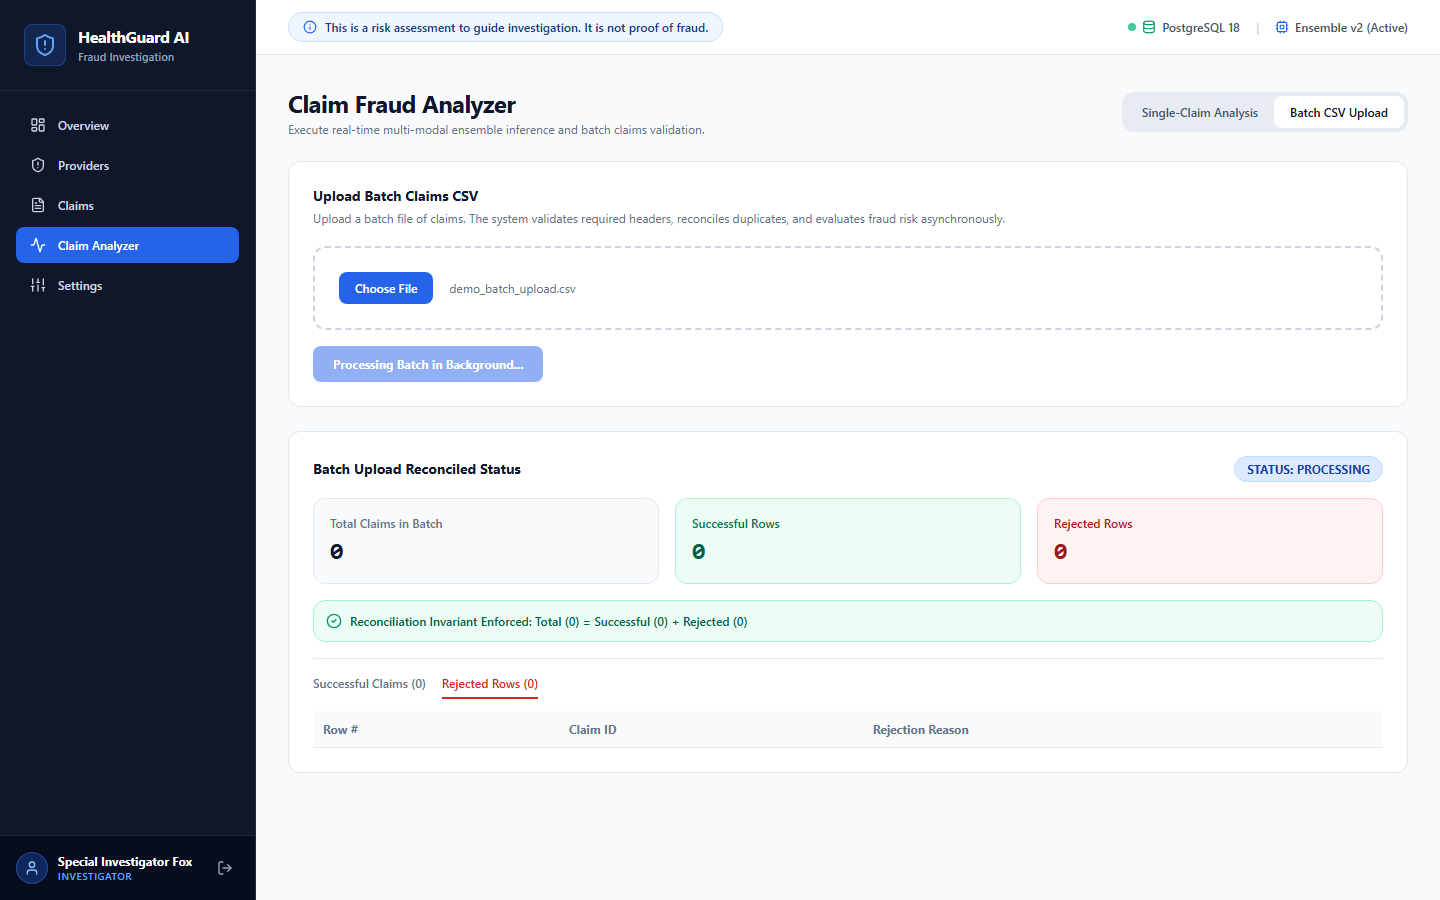 HealthGuard AI
Fraud Investigation
Overview
Providers
Claims
Claim Analyzer
Settings
Special Investigator Fox
INVESTIGATOR
This is a risk assessment to guide investigation. It is not proof of fraud.
PostgreSQL 18 | Ensemble v2 (Active)
Claim Fraud Analyzer
Execute real-time multi-modal ensemble inference and batch claims validation.
Single-Claim Analysis Batch CSV Upload
Upload Batch Claims CSV
Upload a batch file of claims. The system validates required headers, reconciles duplicates, and evaluates fraud risk asynchronously.
Choose File demo_batch_upload.csv
Processing Batch in Background...
Batch Upload Reconciled Status STATUS: PROCESSING
Total Claims in Batch Successful Rows Rejected Rows
0 0 0
Reconciliation Invariant Enforced: Total (0) = Successful (0) + Rejected (0)
Successful Claims (0) Rejected Rows (0)
Row # Claim ID Rejection Reason